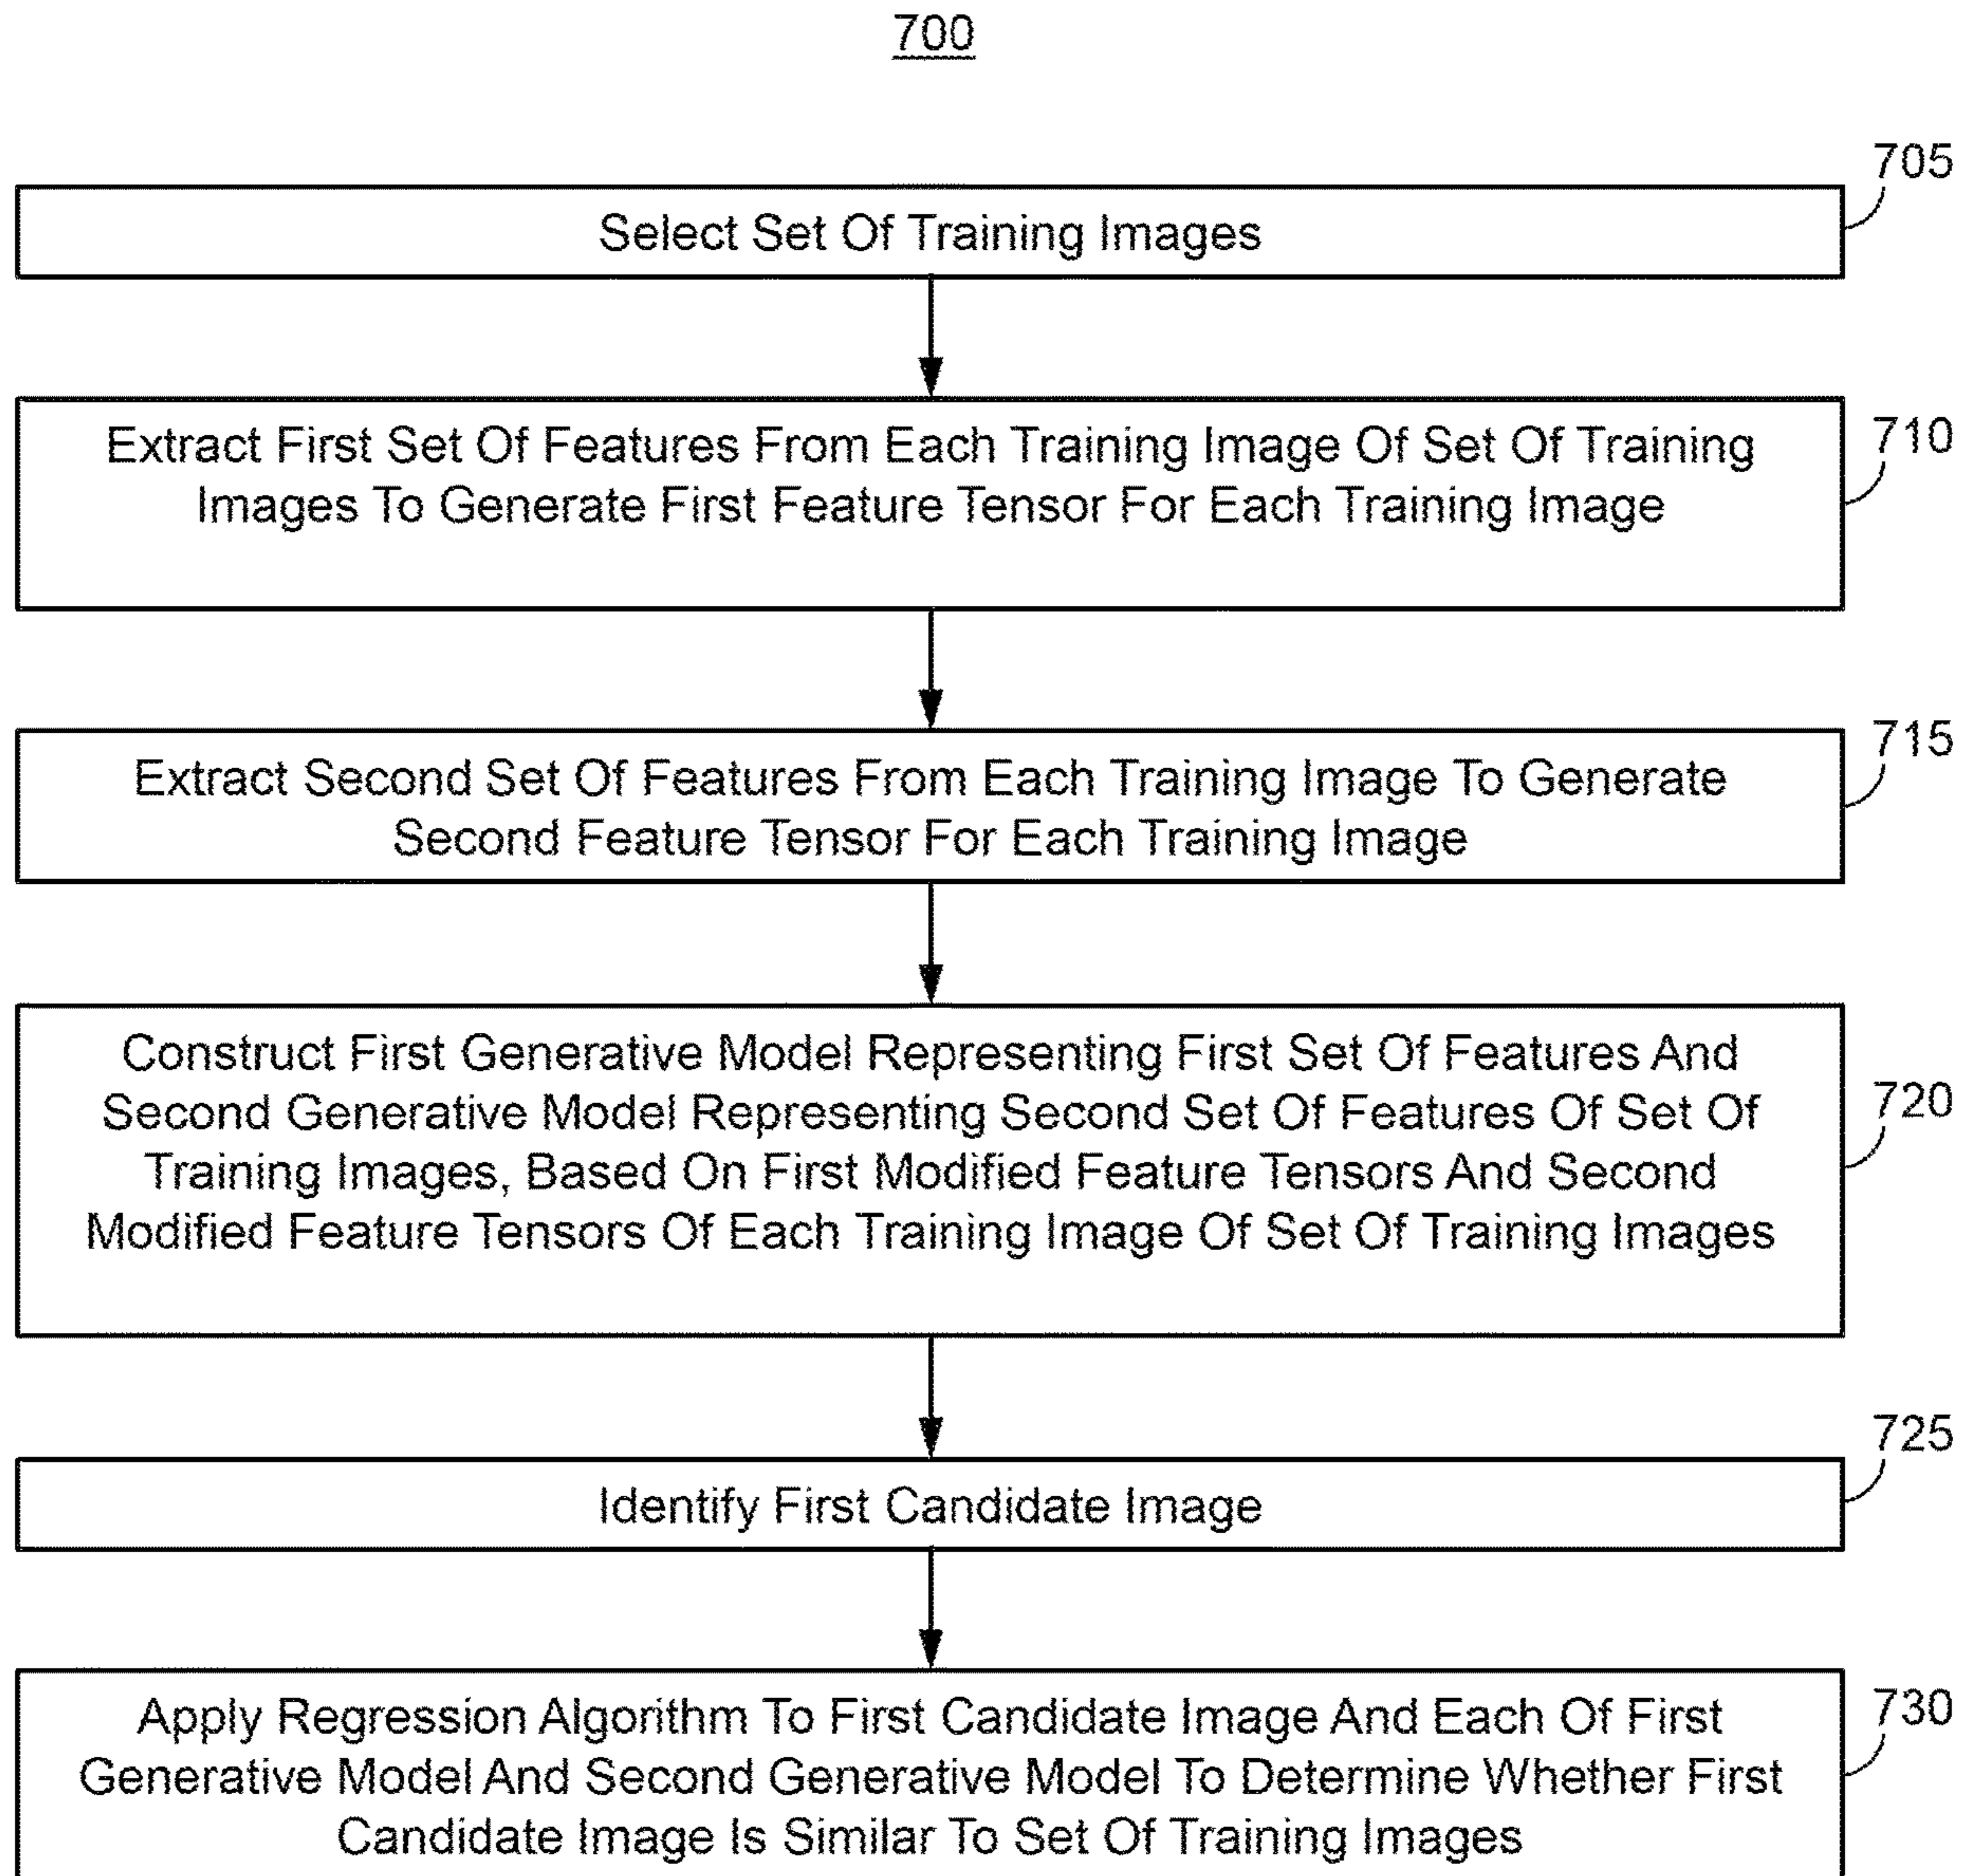 700
705
Select Set Of Training Images
710
Extract First Set Of Features From Each Training Image Of Set Of Training
Images To Generate First Feature Tensor For Each Training Image
715
Extract Second Set Of Features From Each Training Image To Generate
Second Feature Tensor For Each Training Image
720
Construct First Generative Model Representing First Set Of Features And
Second Generative Model Representing Second Set Of Features Of Set Of
Training Images, Based On First Modified Feature Tensors And Second
Modified Feature Tensors Of Each Training Image Of Set Of Training Images
725
Identify First Candidate Image
730
Apply Regression Algorithm To First Candidate Image And Each Of First
Generative Model And Second Generative Model To Determine Whether First
Candidate Image Is Similar To Set Of Training Images